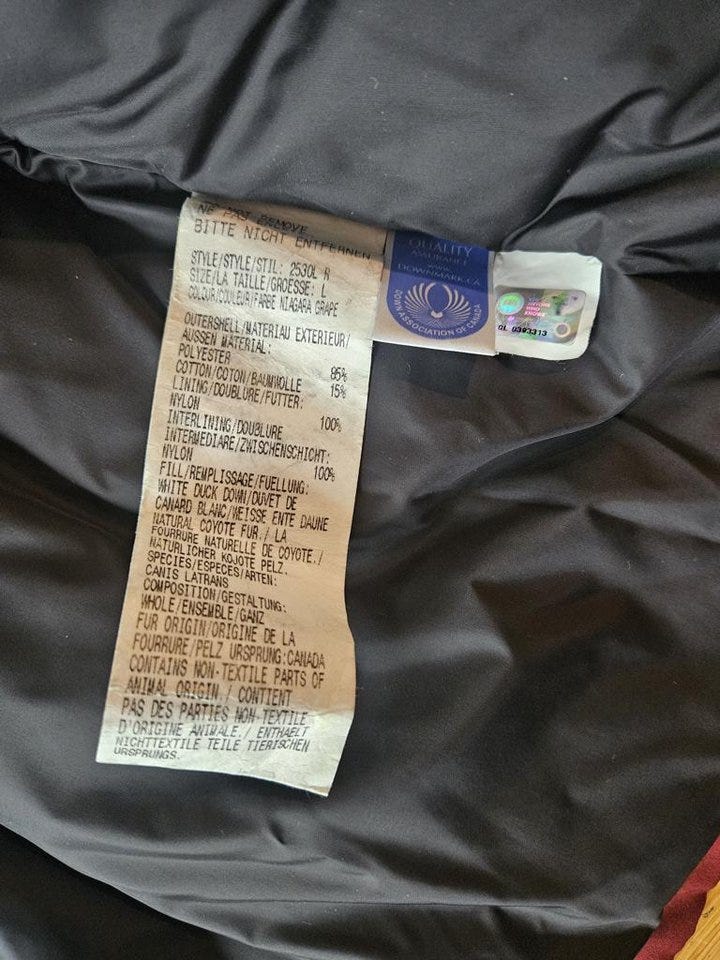 NE PAS REMOVE
BITTE NICHT ENTFERNEN
STYLE/STYLE/STIL: 2530L R
SIZE/LA TAILLE/GROESSE: L
COLOUR/COULEUR/FARBE NIAGARA GRAPE
OUTERSHELL/MATERIAU EXTERIEUR/
AUSSEN MATERIAL:
POLYESTER 85%
COTTON/COTON/BAUMWOLLE 15%
LINING/DOUBLURE/FUTTER:
NYLON 100%
INTERLINING/DOUBLURE
INTERMEDIARE/ZWISCHENSCHICHT:
NYLON 100%
FILL/REMPLISSAGE/FUELLUNG:
WHITE DUCK DOWN/DUVET DE
CANARD BLANC/WEISSE ENTE DAUNE
NATURAL COYOTE FUR./ LA
FOURRURE NATURELLE DE COYOTE./
NATURLICHER KOJOTE PELZ.
SPECIES/ESPECES/ARTEN:
CANIS LATRANS
COMPOSITION/GESTALTUNG:
WHOLE/ENSEMBLE/GANZ
FUR ORIGIN/ORIGINE DE LA
FOURRURE/PELZ URSPRUNG:CANADA
CONTAINS NON-TEXTILE PARTS OF
ANIMAL ORIGIN / CONTIENT
PAS DES PARTIES NON-TEXTILE
D'ORIGINE ANIMALE./ ENTHAELT
NICHTTEXTILE TEILE TIERISCHEN
URSPRUNGS.
QUALITY
ASSURANCE
www.
DOWNMARK.CA
DOWN ASSOCIATION OF CANADA
QL 0393313